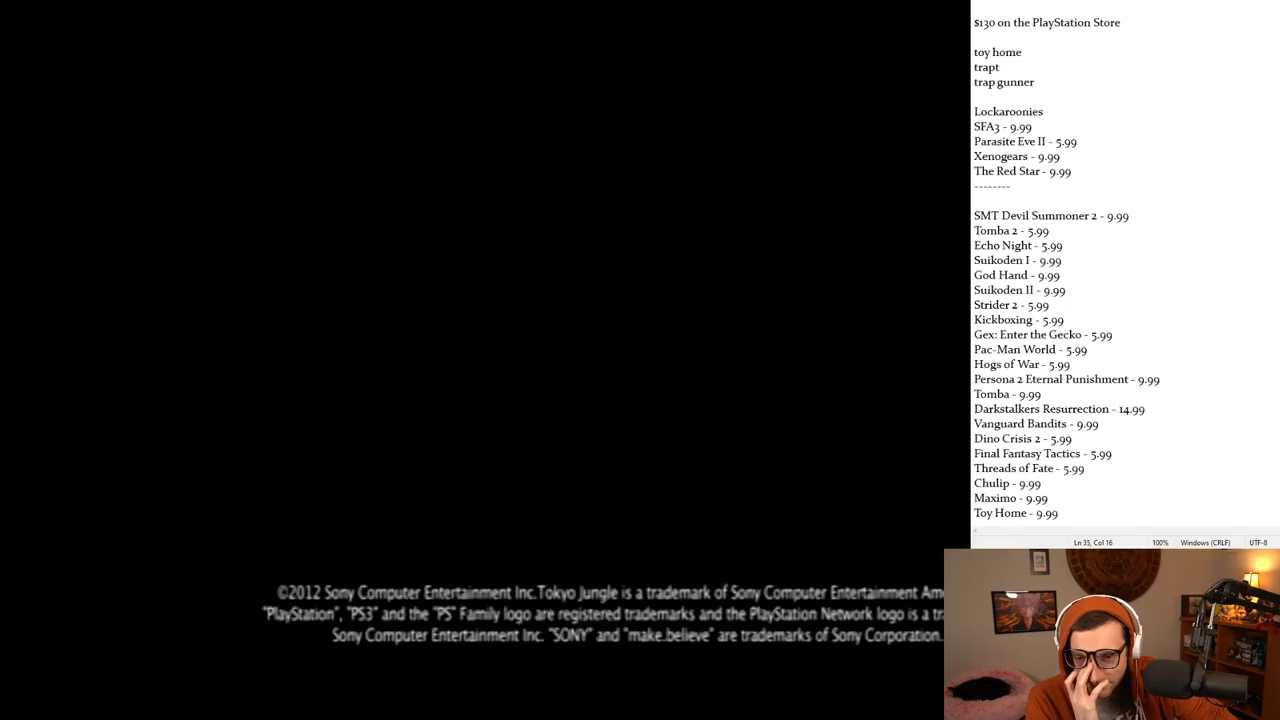 $130 on the PlayStation Store
toy home
trapt
trap gunner
Lockaroonies
SFA3 - 9.99
Parasite Eve II - 5.99
Xenogears - 9.99
The Red Star - 9.99
--------
SMT Devil Summoner 2 - 9.99
Tomba 2 - 5.99
Echo Night - 5.99
Suikoden I - 9.99
God Hand - 9.99
Suikoden II - 9.99
Strider 2 - 5.99
Kickboxing - 5.99
Gex: Enter the Gecko - 5.99
Pac-Man World - 5.99
Hogs of War - 5.99
Persona 2 Eternal Punishment - 9.99
Tomba - 9.99
Darkstalkers Resurrection - 14.99
Vanguard Bandits - 9.99
Dino Crisis 2 - 5.99
Final Fantasy Tactics - 5.99
Threads of Fate - 5.99
Chulip - 9.99
Maximo - 9.99
Toy Home - 9.99
Ln 35, Col 16 100% Windows (CRLF) UTF-8
©2012 Sony Computer Entertainment Inc.Tokyo Jungle is a trademark of Sony Computer Entertainment
"PlayStation", "PS3" and the "PS" Family logo are registered trademarks and the PlayStation Network logo is a
Sony Computer Entertainment Inc. "SONY" and "make.believe" are trademarks of Sony Corporation.